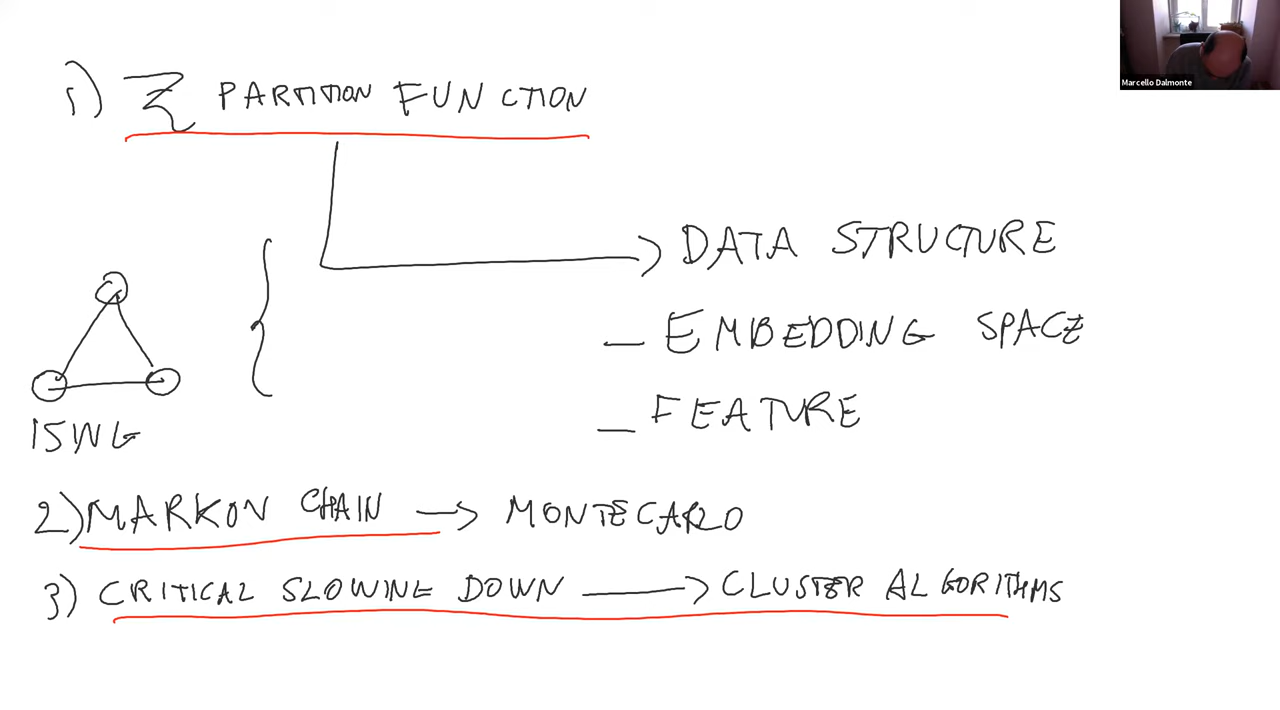 Marcello Dalmonte
1) Z PARTITION FUNCTION
DATA STRUCTURE
_ EMBEDDING SPACE
_ FEATURE
ISING
2) MARKOV CHAIN → MONTECARLO
3) CRITICAL SLOWING DOWN → CLUSTER ALGORITHMS